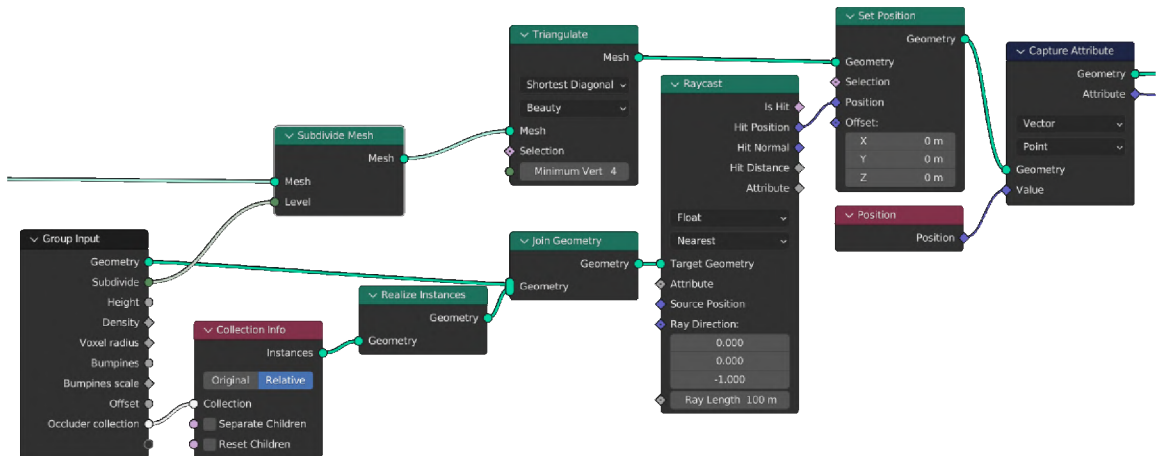 Group Input
Geometry
Subdivide
Height
Density
Voxel radius
Bumpines
Bumpines scale
Offset
Occluder collection
Collection Info
Instances
Original Relative
Collection
Separate Children
Reset Children
Subdivide Mesh
Mesh
Mesh
Level
Realize Instances
Geometry
Geometry
Triangulate
Mesh
Shortest Diagonal
Beauty
Mesh
Selection
Minimum Vert 4
Join Geometry
Geometry
Geometry
Raycast
Is Hit
Hit Position
Hit Normal
Hit Distance
Attribute
Float
Nearest
Target Geometry
Attribute
Source Position
Ray Direction:
0.000
0.000
-1.000
Ray Length 100 m
Set Position
Geometry
Geometry
Selection
Position
Offset:
X 0 m
Y 0 m
Z 0 m
Position
Position
Capture Attribute
Geometry
Attribute
Vector
Point
Geometry
Value